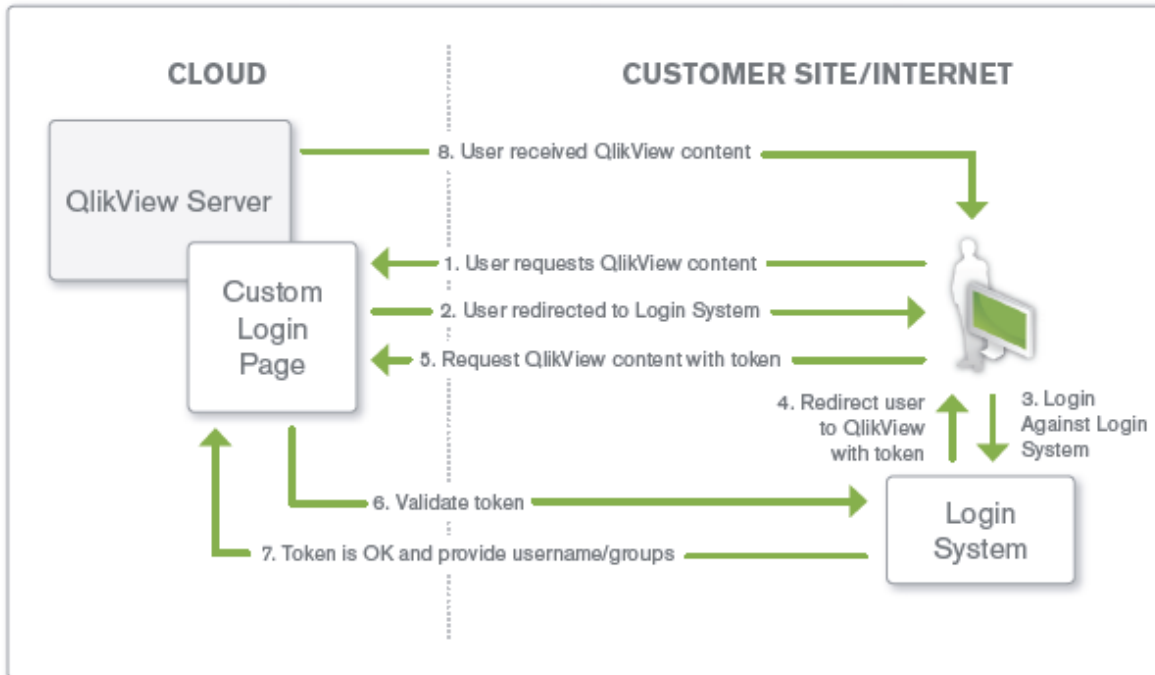 CLOUD
CUSTOMER SITE/INTERNET
8. User received QlikView content
QlikView Server
1. User requests QlikView content
Custom
Login
Page
2. User redirected to Login System
5. Request QlikView content with token
4. Redirect user
to QlikView
with token
3. Login
Against Login
System
6. Validate token
Login
System
7. Token is OK and provide username/groups